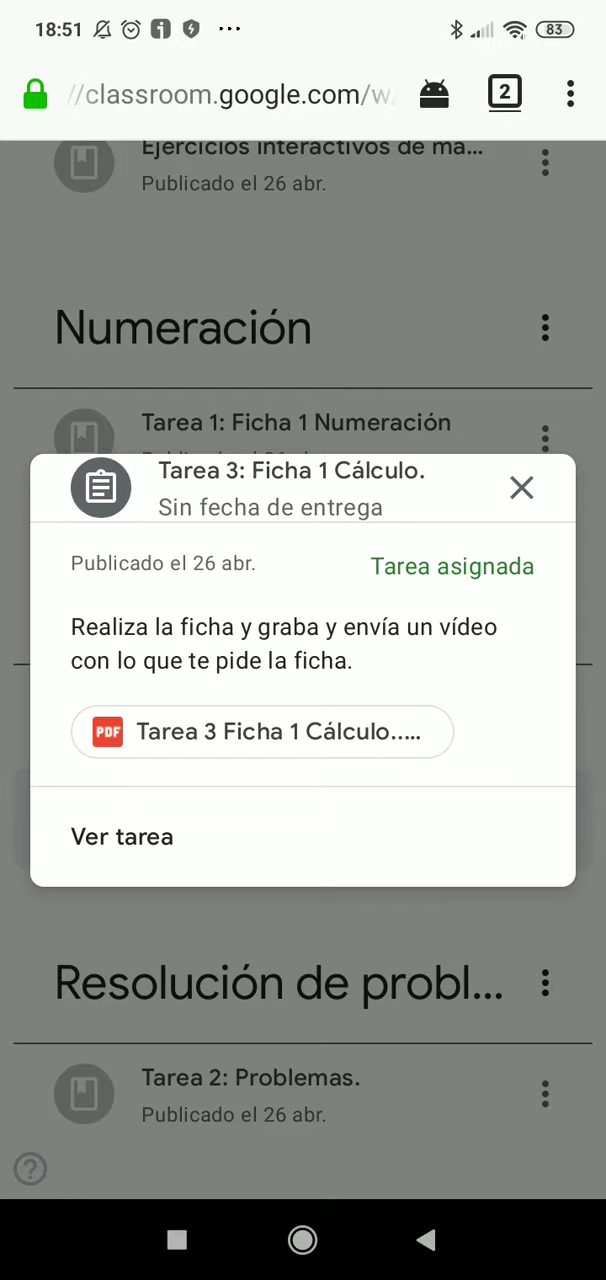 18:51
83
//classroom.google.com/w
2
Ejercicios interactivos de ma...
Publicado el 26 abr.
Numeración
Tarea 1: Ficha 1 Numeración
Tarea 3: Ficha 1 Cálculo.
Sin fecha de entrega
Publicado el 26 abr.
Tarea asignada
Realiza la ficha y graba y envía un vídeo
con lo que te pide la ficha.
PDF Tarea 3 Ficha 1 Cálculo.....
Ver tarea
Resolución de probl...
Tarea 2: Problemas.
Publicado el 26 abr.